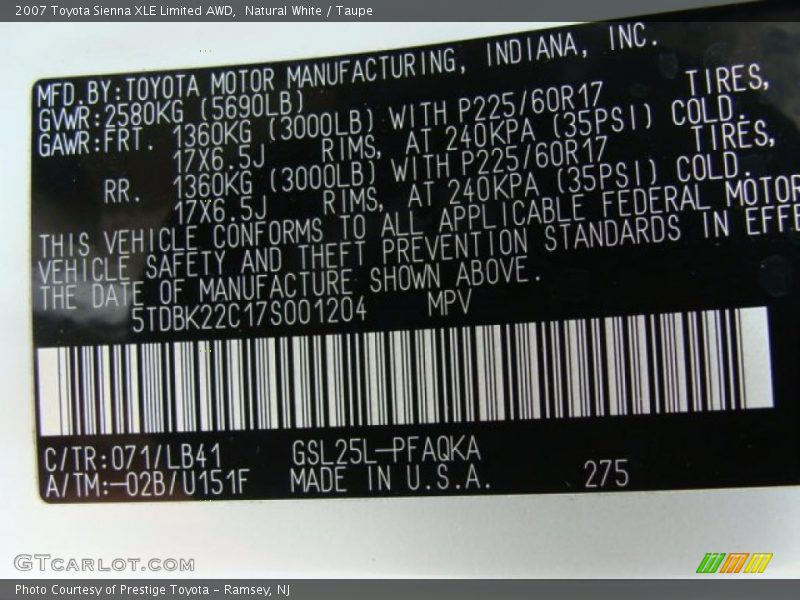 2007 Toyota Sienna XLE Limited AWD,  Natural White / Taupe
MFD.BY:TOYOTA MOTOR MANUFACTURING, INDIANA, INC.
GVWR:2580KG (5690LB)
GAWR:FRT. 1360KG (3000LB) WITH P225/60R17 TIRES,
17X6.5J RIMS, AT 240KPA (35PSI) COLD.
RR. 1360KG (3000LB) WITH P225/60R17 TIRES,
17X6.5J RIMS, AT 240KPA (35PSI) COLD.
THIS VEHICLE CONFORMS TO ALL APPLICABLE FEDERAL MOTOR
VEHICLE SAFETY AND THEFT PREVENTION STANDARDS IN EFFE
THE DATE OF MANUFACTURE SHOWN ABOVE.
5TDBK22C17S001204 MPV
C/TR:071/LB41 GSL25L-PFAQKA
A/TM:-02B/U151F MADE IN U.S.A. 275
GTCARLOT.COM
Photo Courtesy of Prestige Toyota - Ramsey, NJ